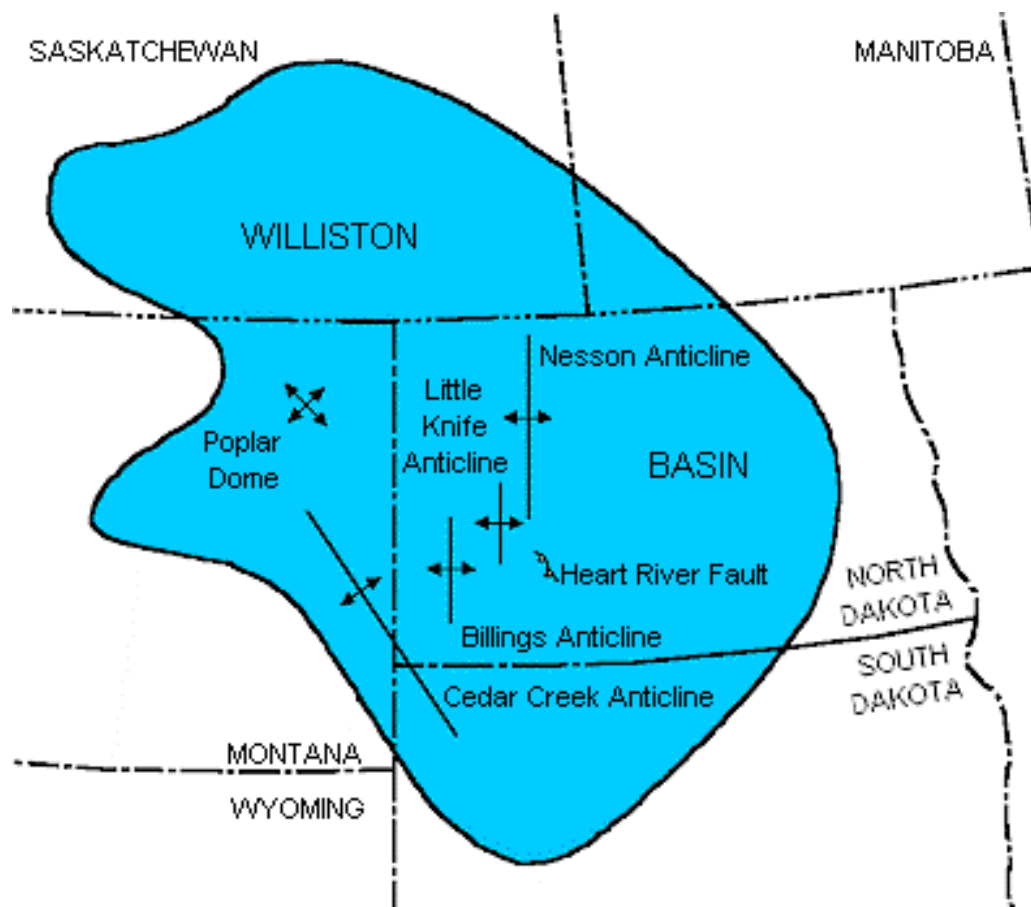 SASKATCHEWAN
MANITOBA
WILLISTON
Nesson Anticline
Little
Knife
Anticline
Poplar
Dome
BASIN
Heart River Fault
NORTH
DAKOTA
Billings Anticline
SOUTH
DAKOTA
Cedar Creek Anticline
MONTANA
WYOMING